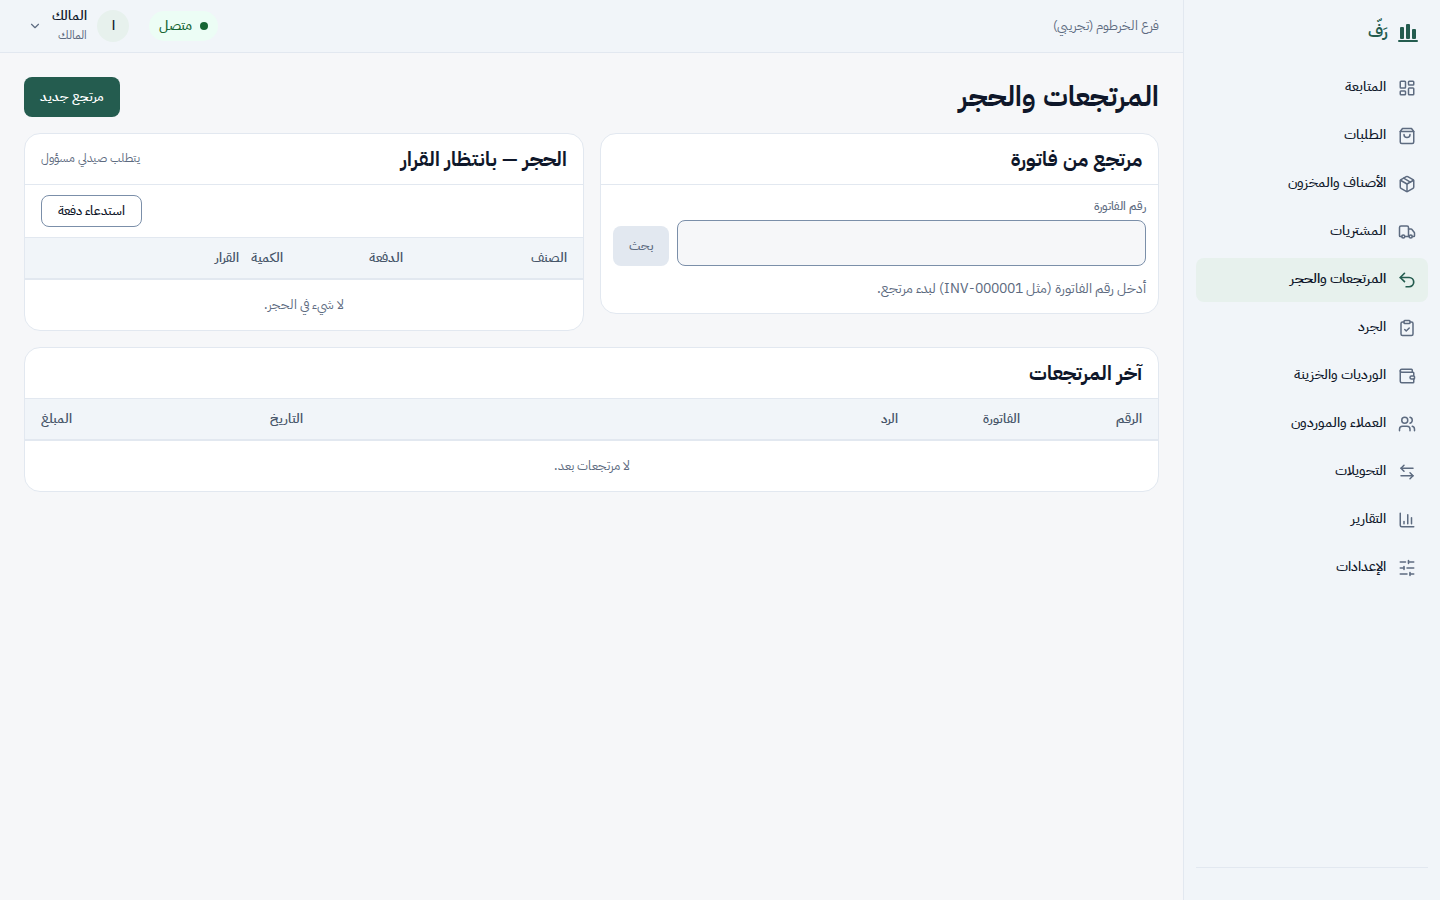 رَفّ
المتابعة
الطلبات
الأصناف والمخزون
المشتريات
المرتجعات والحجر
الجرد
الورديات والخزينة
العملاء والموردون
التحويلات
التقارير
الإعدادات
فرع الخرطوم (تجريبي)
متصل
ا
المالك
المالك
المرتجعات والحجر
مرتجع جديد
مرتجع من فاتورة
رقم الفاتورة
بحث
أدخل رقم الفاتورة (مثل INV-000001) لبدء مرتجع.
الحجر — بانتظار القرار
يتطلب صيدلي مسؤول
استدعاء دفعة
الصنف الدفعة الكمية القرار
لا شيء في الحجر.
آخر المرتجعات
الرقم الفاتورة الرد التاريخ المبلغ
لا مرتجعات بعد.